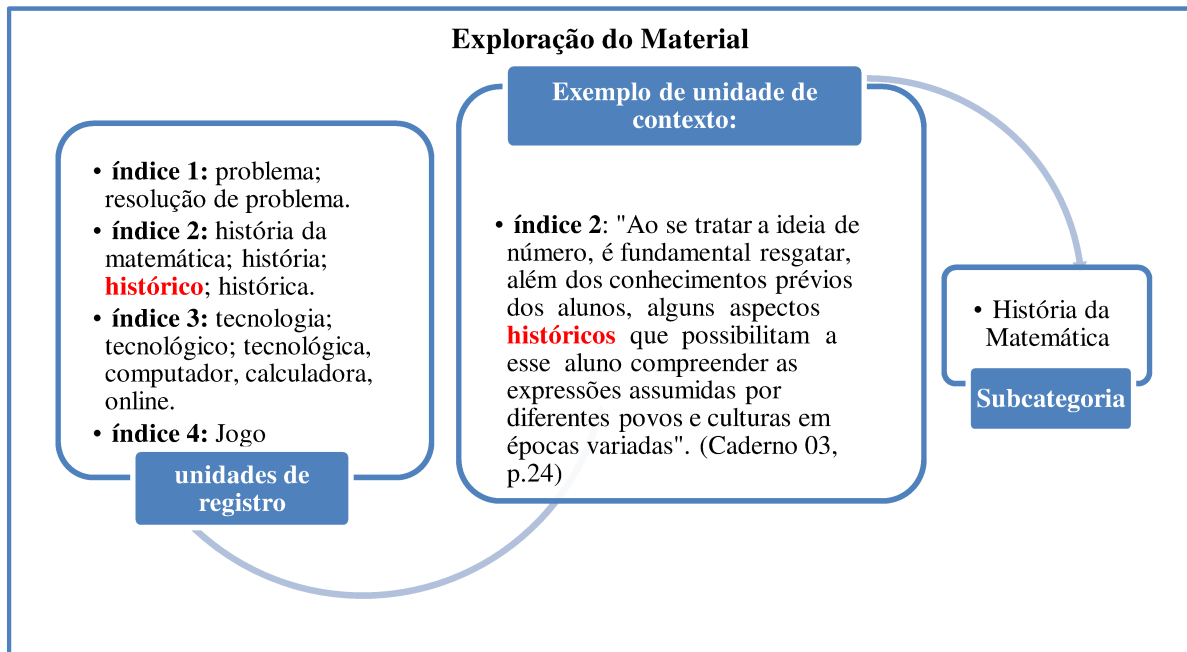 Exploração do Material
• índice 1: problema;
resolução de problema.
• índice 2: história da
matemática; história;
histórico; histórica.
• índice 3: tecnologia;
tecnológico; tecnológica,
computador, calculadora,
online.
• índice 4: Jogo
unidades de
registro
Exemplo de unidade de
contexto:
• índice 2: "Ao se tratar a ideia de
número, é fundamental resgatar,
além dos conhecimentos prévios
dos alunos, alguns aspectos
históricos que possibilitam a
esse aluno compreender as
expressões assumidas por
diferentes povos e culturas em
épocas variadas". (Caderno 03,
p.24)
• História da
Matemática
Subcategoria